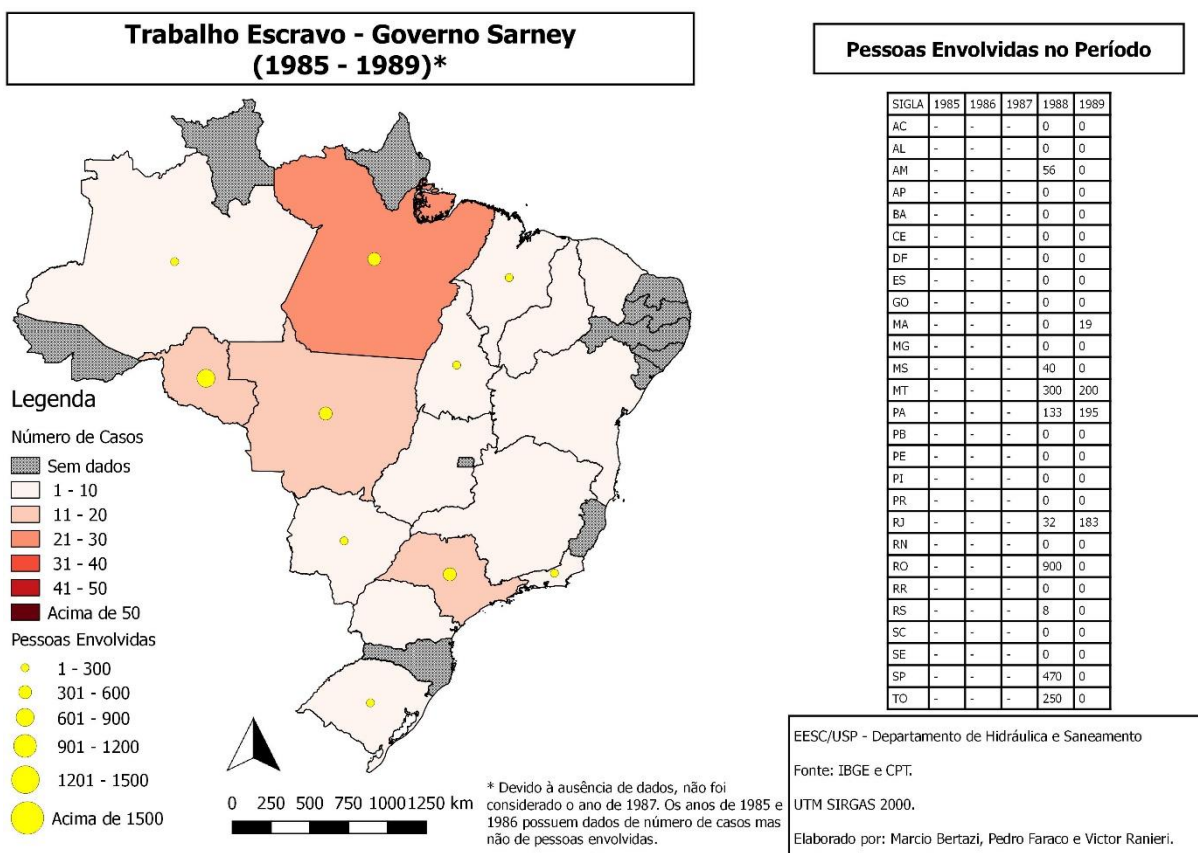 Trabalho Escravo - Governo Sarney
(1985 - 1989)*
Pessoas Envolvidas no Período
SIGLA 1985 1986 1987 1988 1989
AC - - - 0 0
AL - - - 0 0
AM - - - 56 0
AP - - - 0 0
BA - - - 0 0
CE - - - 0 0
DF - - - 0 0
ES - - - 0 0
GO - - - 0 0
MA - - - 0 19
MG - - - 0 0
MS - - - 40 0
MT - - - 300 200
PA - - - 133 195
PB - - - 0 0
PE - - - 0 0
PI - - - 0 0
PR - - - 0 0
RJ - - - 32 183
RN - - - 0 0
RO - - - 900 0
RR - - - 0 0
RS - - - 8 0
SC - - - 0 0
SE - - - 0 0
SP - - - 470 0
TO - - - 250 0
Legenda
Número de Casos
Sem dados
1 - 10
11 - 20
21 - 30
31 - 40
41 - 50
Acima de 50
Pessoas Envolvidas
1 - 300
301 - 600
601 - 900
901 - 1200
1201 - 1500
Acima de 1500
0 250 500 750 1000 1250 km
* Devido à ausência de dados, não foi
considerado o ano de 1987. Os anos de 1985 e
1986 possuem dados de número de casos mas
não de pessoas envolvidas.
EESC/USP - Departamento de Hidráulica e Saneamento
Fonte: IBGE e CPT.
UTM SIRGAS 2000.
Elaborado por: Marcio Bertazi, Pedro Faraco e Victor Ranieri.